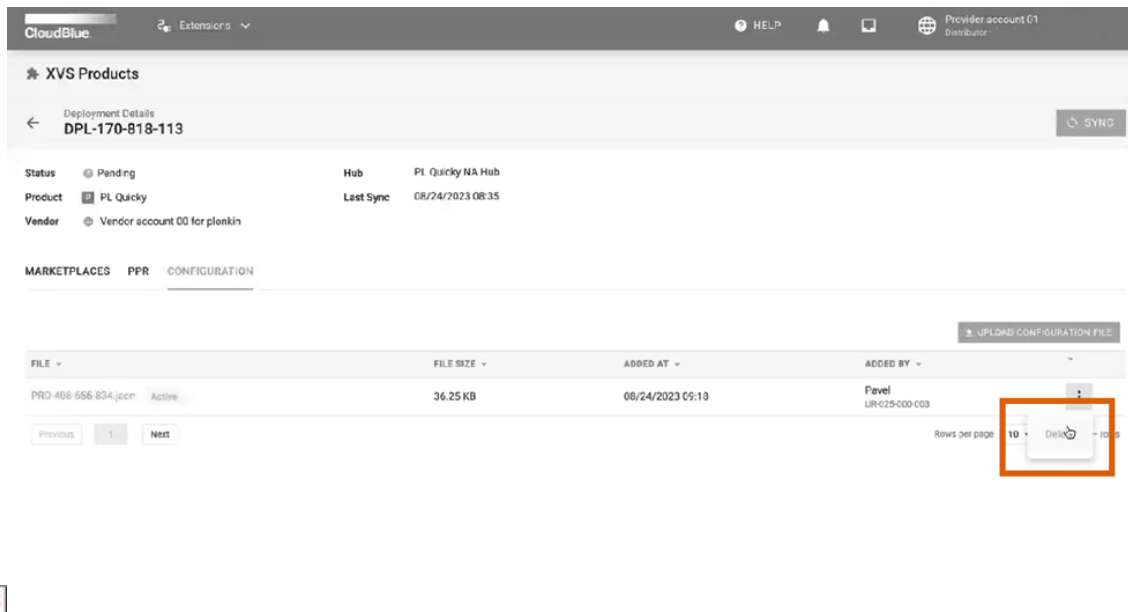 CloudBlue Extensions HELP Provider account 01
Distributor
XVS Products
Deployment Details
DPL-170-818-113
SYNC
Status Pending Hub PL Quicky NA Hub
Product PL Quicky Last Sync 08/24/2023 08:35
Vendor Vendor account 00 for plonkin
MARKETPLACES PPR CONFIGURATION
UPLOAD CONFIGURATION FILE
FILE FILE SIZE ADDED AT ADDED BY
PRD-408-656-834.json Active 36.25 KB 08/24/2023 09:18 Pavel
UR-025-000-003
Previous 1 Next Rows per page 10